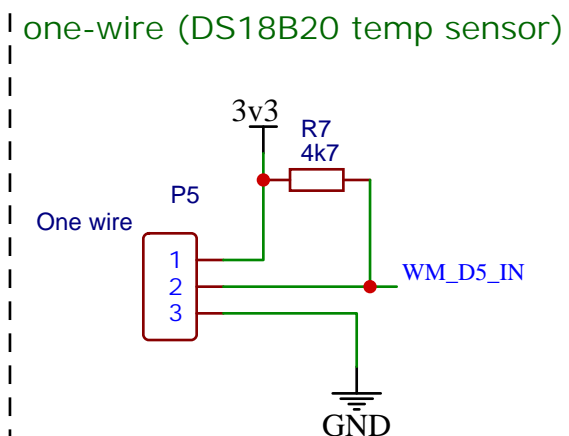 one-wire (DS18B20 temp sensor)
3v3
R7
4k7
P5
One wire
1
2
3
WM_D5_IN
GND